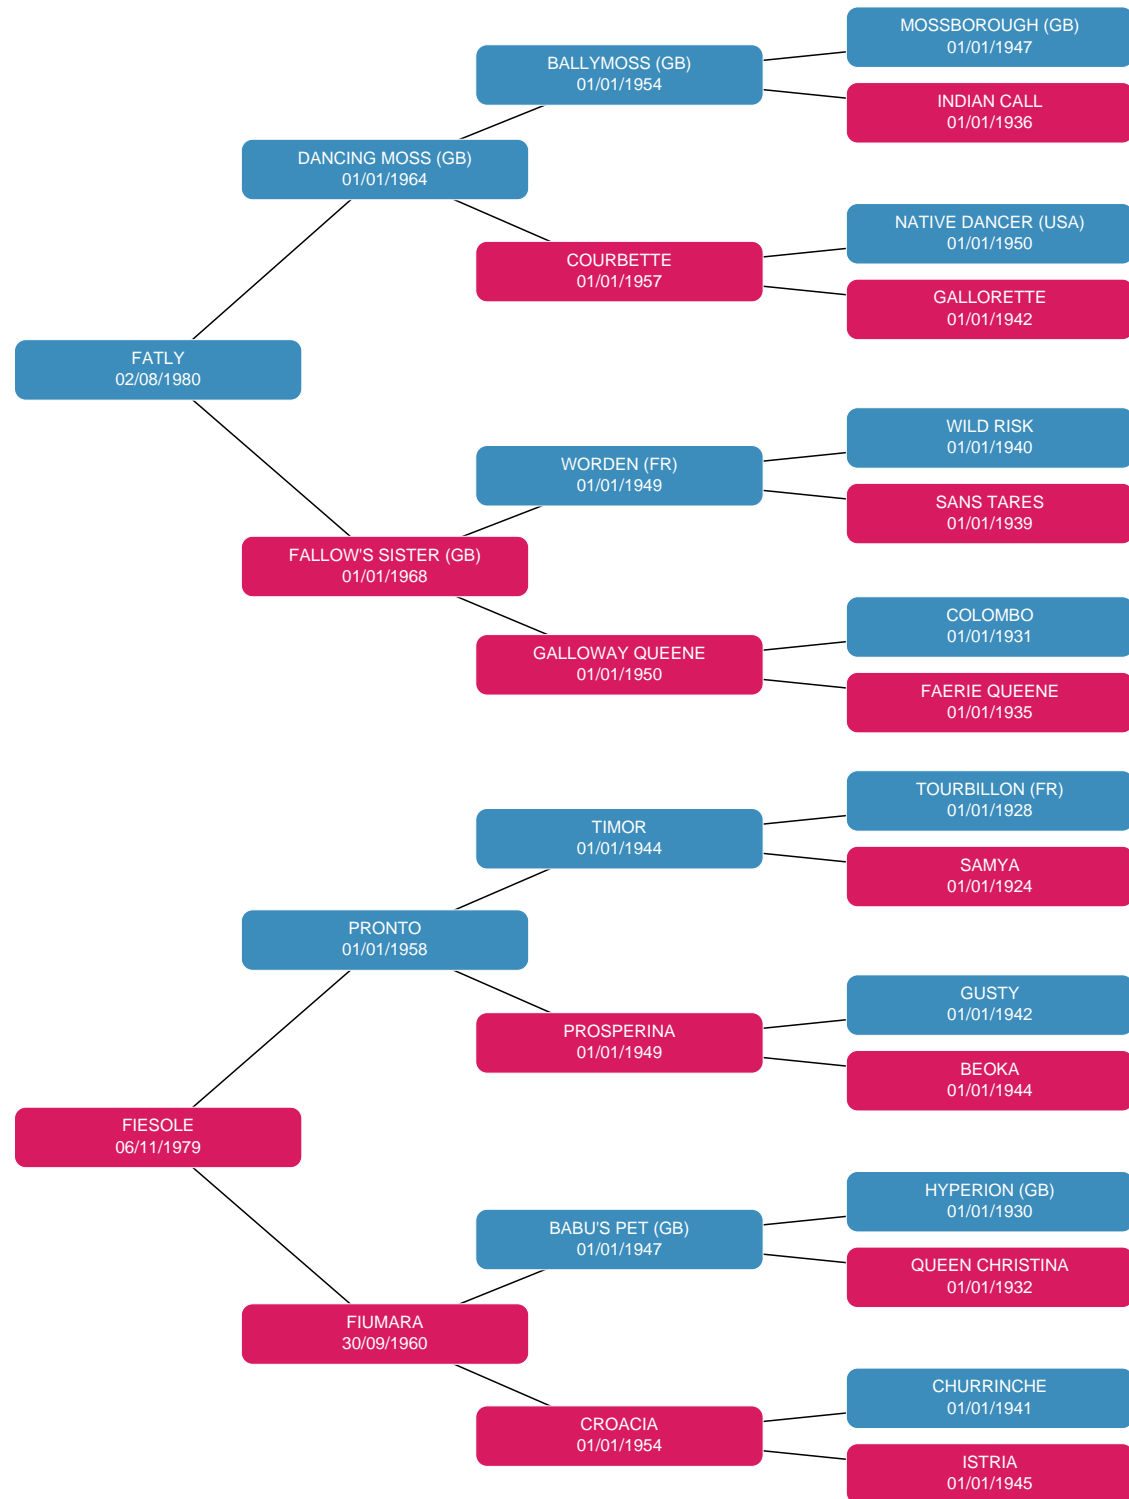 MOSSBOROUGH (GB)
01/01/1947
BALLYMOSS (GB)
01/01/1954
INDIAN CALL
01/01/1936
DANCING MOSS (GB)
01/01/1964
NATIVE DANCER (USA)
01/01/1950
COURBETTE
01/01/1957
GALLORETTE
01/01/1942
FATLY
02/08/1980
WILD RISK
01/01/1940
WORDEN (FR)
01/01/1949
SANS TARES
01/01/1939
FALLOW'S SISTER (GB)
01/01/1968
COLOMBO
01/01/1931
GALLOWAY QUEENE
01/01/1950
FAERIE QUEENE
01/01/1935
TOURBILLON (FR)
01/01/1928
TIMOR
01/01/1944
SAMYA
01/01/1924
PRONTO
01/01/1958
GUSTY
01/01/1942
PROSPERINA
01/01/1949
BEOKA
01/01/1944
FIESOLE
06/11/1979
HYPERION (GB)
01/01/1930
BABU'S PET (GB)
01/01/1947
QUEEN CHRISTINA
01/01/1932
FIUMARA
30/09/1960
CHURRINCHE
01/01/1941
CROACIA
01/01/1954
ISTRIA
01/01/1945